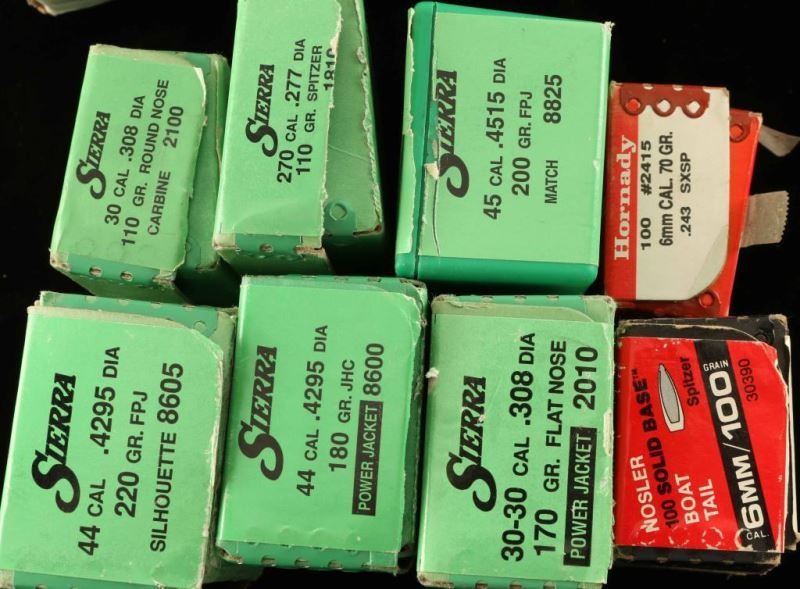 SIERRA
30 CAL .308 DIA
110 GR. ROUND NOSE
CARBINE 2100
SIERRA
270 CAL .277 DIA
110 GR. SPITZER
1810
SIERRA
45 CAL .4515 DIA
200 GR. FPJ
MATCH 8825
Hornady
100 #2415
6mm CAL. 70 GR.
.243 SXSP
SIERRA
44 CAL .4295 DIA
220 GR. FPJ
SILHOUETTE 8605
SIERRA
44 CAL .4295 DIA
180 GR. JHC
POWER JACKET 8600
SIERRA
30-30 CAL .308 DIA
170 GR. FLAT NOSE
POWER JACKET 2010
NOSLER
100 SOLID BASE™
BOAT
TAIL
Spitzer
CAL. 6MM/100 GRAIN
30390